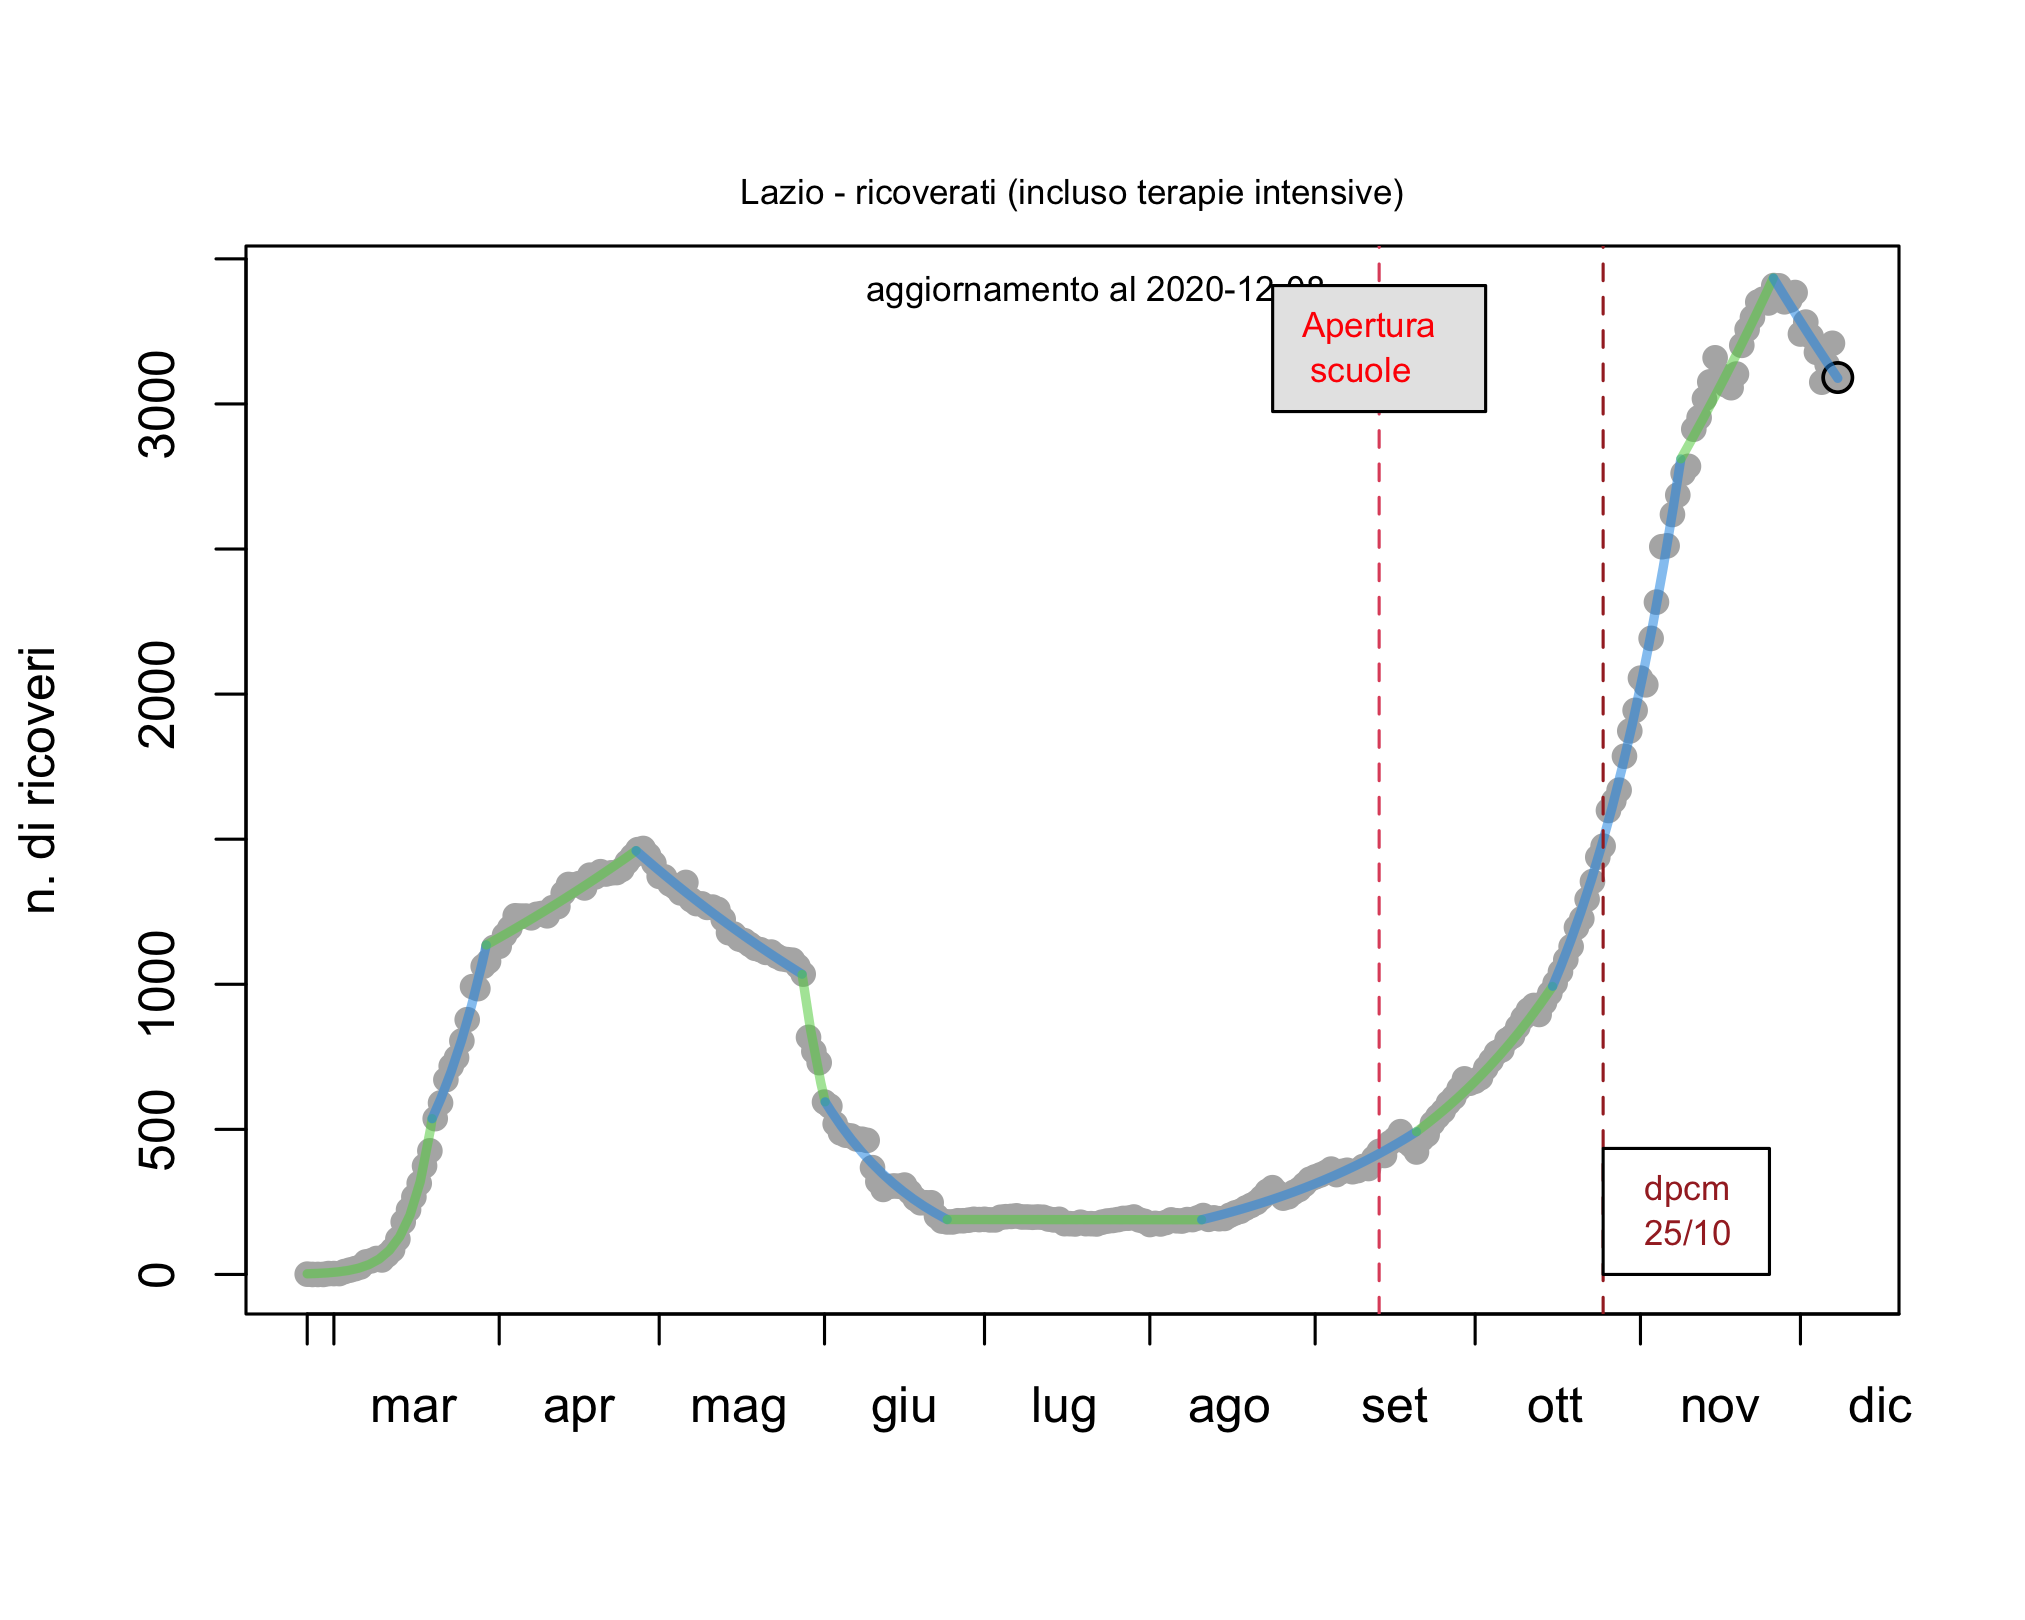 Lazio - ricoverati (incluso terapie intensive)
aggiornamento al 2020-12-08
Apertura
scuole
dpcm
25/10
n. di ricoveri
3000
2000
1000
500
0
mar apr mag giu lug ago set ott nov dic